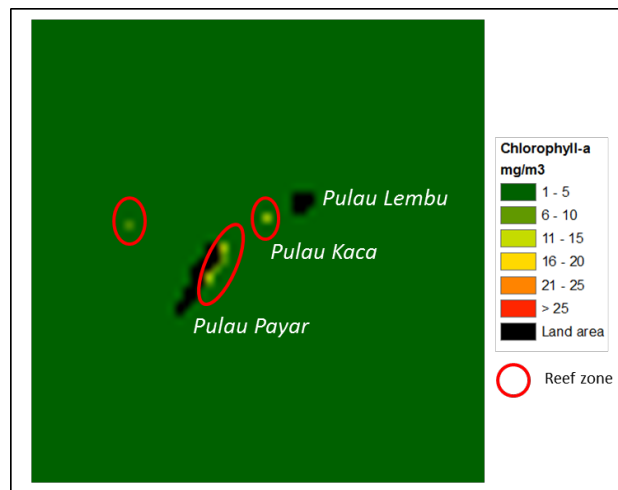 Pulau Lembu
Pulau Kaca
Pulau Payar
Chlorophyll-a
mg/m3
1 - 5
6 - 10
11 - 15
16 - 20
21 - 25
> 25
Land area
Reef zone